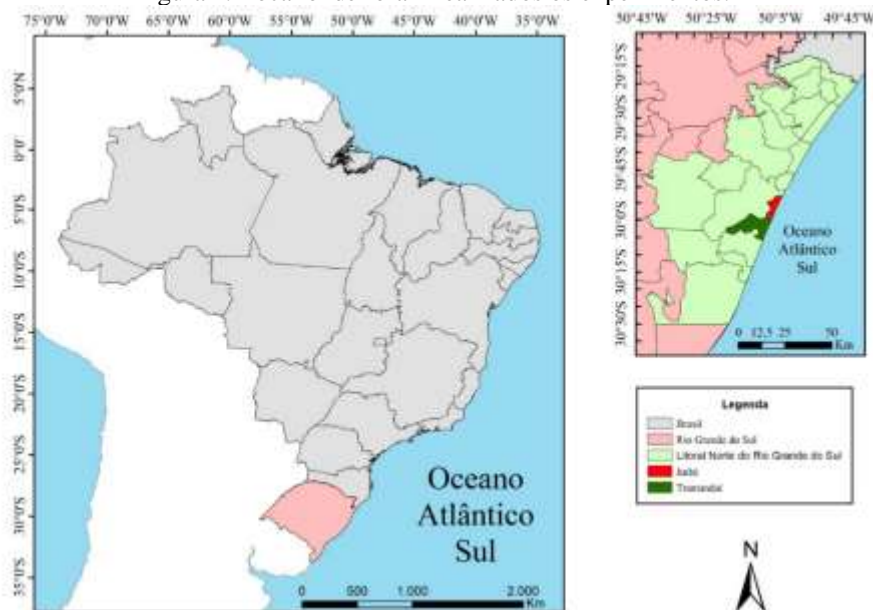 75°0'W 70°0'W 65°0'W 60°0'W 55°0'W 50°0'W 45°0'W 40°0'W 35°0'W
5°0'N
0°0'
5°0'S
10°0'S
15°0'S
20°0'S
25°0'S
30°0'S
35°0'S
Oceano
Atlântico
Sul
0 500 1.000 2.000
Km
50°45'W 50°25'W 50°5'W 49°45'W
29°15'S
29°30'S
29°45'S
30°0'S
30°15'S
30°30'S
Oceano
Atlântico
Sul
0 12,5 25 50
Km
Legenda
Brasil
Rio Grande do Sul
Litoral Norte do Rio Grande do Sul
Imbé
Tramandaí
N